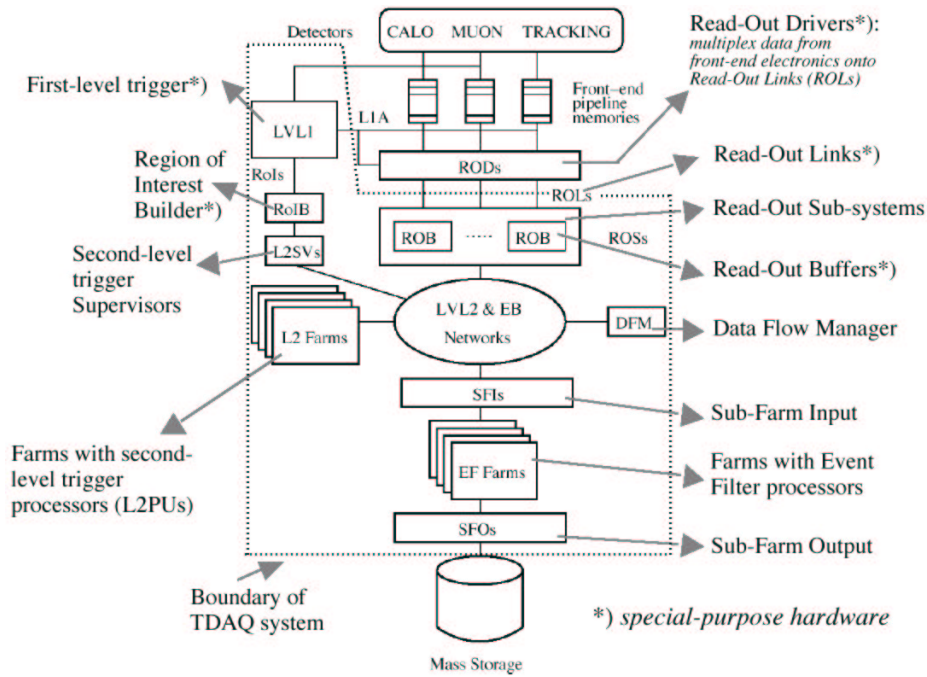 Detectors
CALO MUON TRACKING
Read-Out Drivers*):
multiplex data from
front-end electronics onto
Read-Out Links (ROLs)
First-level trigger*)
Front-end
pipeline
memories
L1A
LVL1
Region of
Interest
Builder*)
RoIs
RODs
Read-Out Links*)
ROLs
RoIB
Read-Out Sub-systems
ROB ..... ROB
ROSs
L2SVs
Second-level
trigger
Supervisors
Read-Out Buffers*)
LVL2 & EB
Networks
L2 Farms
DFM
Data Flow Manager
SFIs
Sub-Farm Input
Farms with second-
level trigger
processors (L2PUs)
EF Farms
Farms with Event
Filter processors
SFOs
Sub-Farm Output
Boundary of
TDAQ system
*) special-purpose hardware
Mass Storage